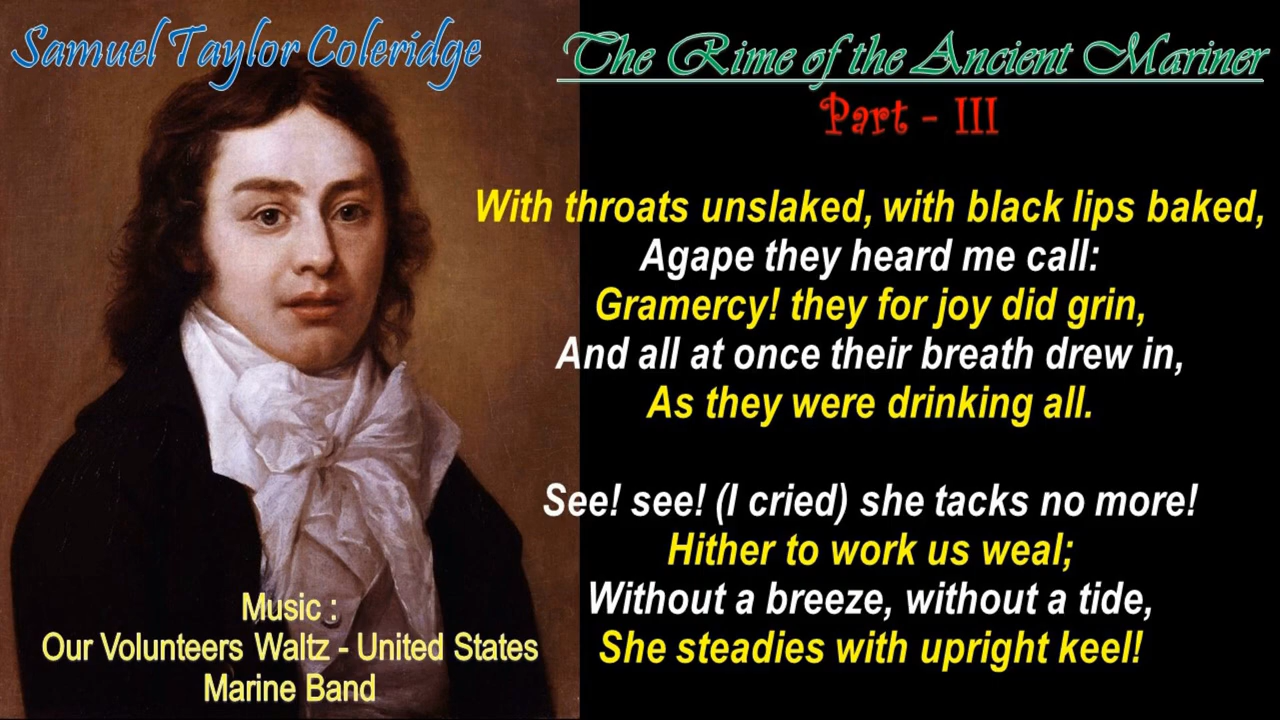 Samuel Taylor Coleridge
The Rime of the Ancient Mariner
Part - III
With throats unslaked, with black lips baked,
Agape they heard me call:
Gramercy! they for joy did grin,
And all at once their breath drew in,
As they were drinking all.
See! see! (I cried) she tacks no more!
Hither to work us weal;
Without a breeze, without a tide,
She steadies with upright keel!
Music :
Our Volunteers Waltz - United States
Marine Band